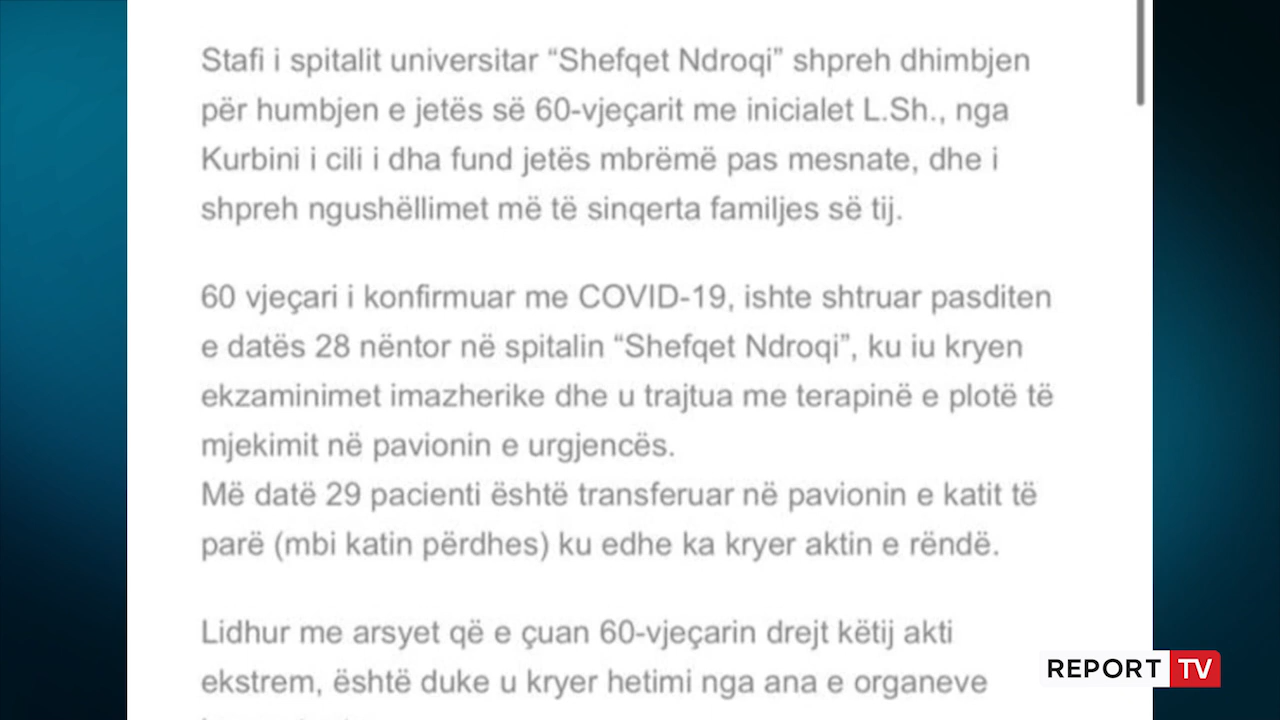 Stafi i spitalit universitar “Shefqet Ndroqi” shpreh dhimbjen
për humbjen e jetës së 60-vjeçarit me inicialet L.Sh., nga
Kurbini i cili i dha fund jetës mbrëmë pas mesnate, dhe i
shpreh ngushëllimet më të sinqerta familjes së tij.
60 vjeçari i konfirmuar me COVID-19, ishte shtruar pasditen
e datës 28 nëntor në spitalin “Shefqet Ndroqi”, ku iu kryen
ekzaminimet imazherike dhe u trajtua me terapinë e plotë të
mjekimit në pavionin e urgjencës.
Më datë 29 pacienti është transferuar në pavionin e katit të
parë (mbi katin përdhes) ku edhe ka kryer aktin e rëndë.
Lidhur me arsyet që e çuan 60-vjeçarin drejt këtij akti
ekstrem, është duke u kryer hetimi nga ana e organeve
REPORT TV